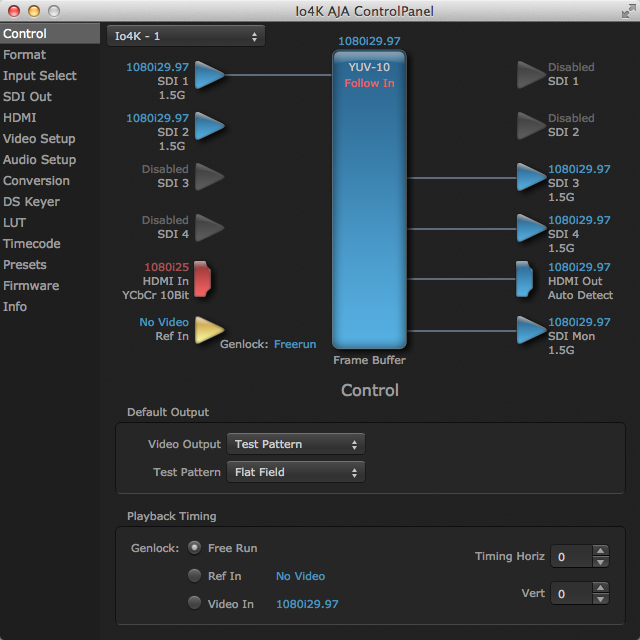 Io4K AJA ControlPanel
Control
Format
Input Select
SDI Out
HDMI
Video Setup
Audio Setup
Conversion
DS Keyer
LUT
Timecode
Presets
Firmware
Info
Io4K - 1
1080i29.97
SDI 1
1.5G
1080i29.97
SDI 2
1.5G
Disabled
SDI 3
Disabled
SDI 4
1080i25
HDMI In
YCbCr 10Bit
No Video
Ref In
Genlock: Freerun
1080i29.97
YUV-10
Follow In
Frame Buffer
Disabled
SDI 1
Disabled
SDI 2
1080i29.97
SDI 3
1.5G
1080i29.97
SDI 4
1.5G
1080i29.97
HDMI Out
Auto Detect
1080i29.97
SDI Mon
1.5G
Control
Default Output
Video Output Test Pattern
Test Pattern Flat Field
Playback Timing
Genlock: Free Run
Ref In No Video
Video In 1080i29.97
Timing Horiz 0
Vert 0